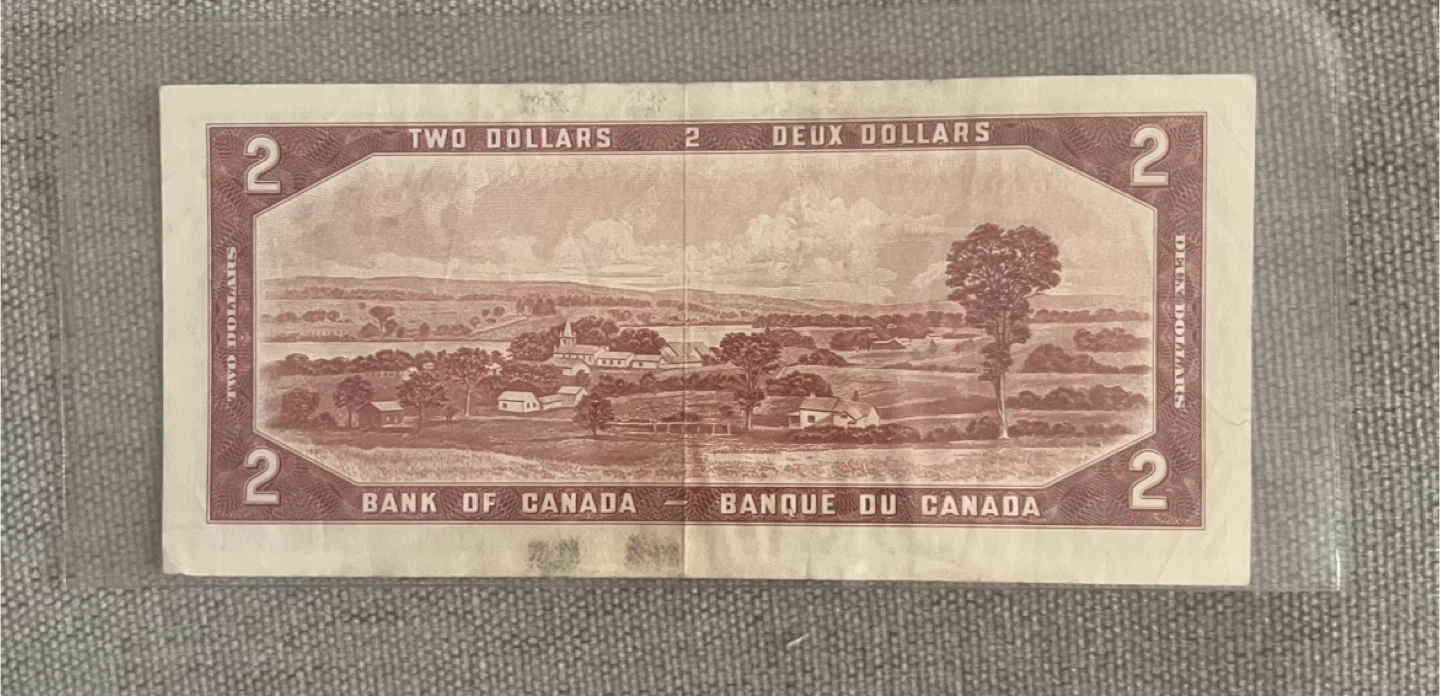 TWO DOLLARS 2 DEUX DOLLARS
2 2
TWO DOLLARS
DEUX DOLLARS
2 2
BANK OF CANADA — BANQUE DU CANADA